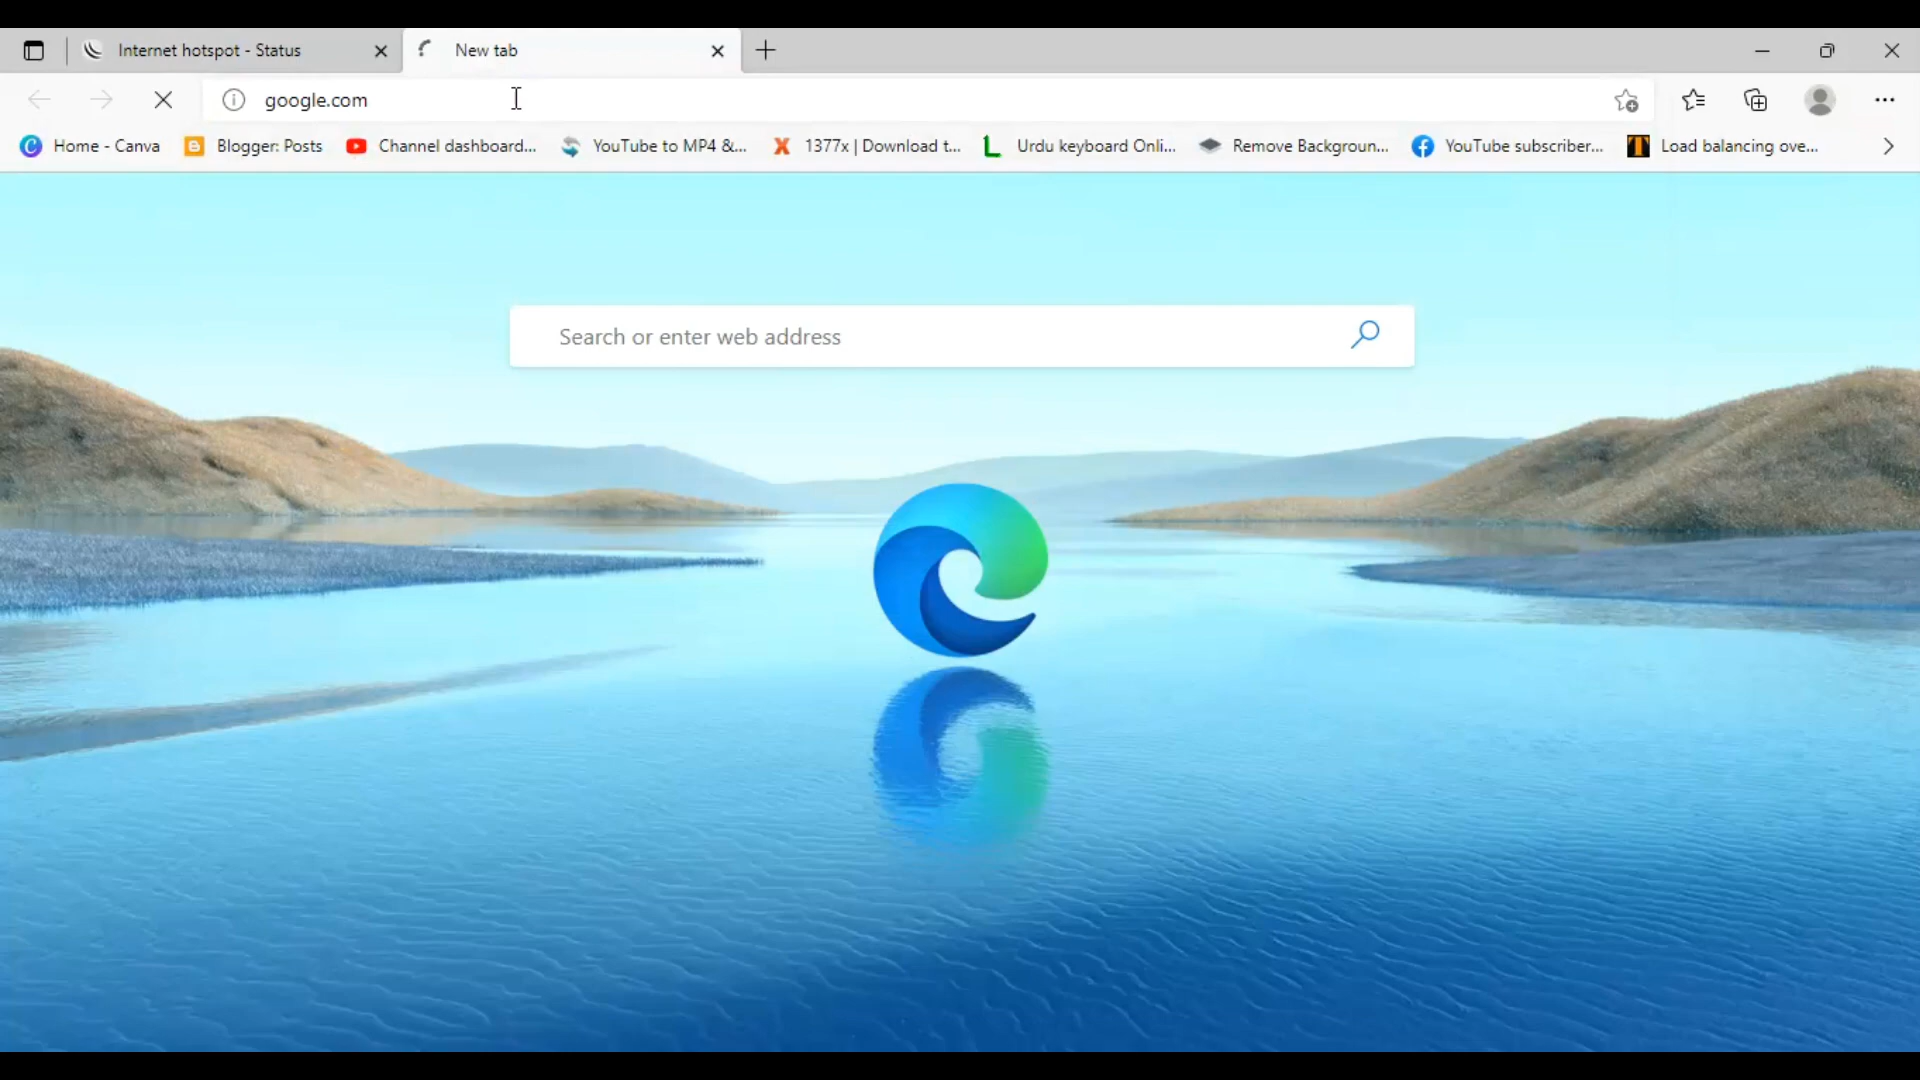 Internet hotspot - Status
New tab
google.com
Home - Canva
Blogger: Posts
Channel dashboard...
YouTube to MP4 &...
1377x | Download t...
Urdu keyboard Onli...
Remove Backgroun...
YouTube subscriber...
Load balancing ove...
Search or enter web address